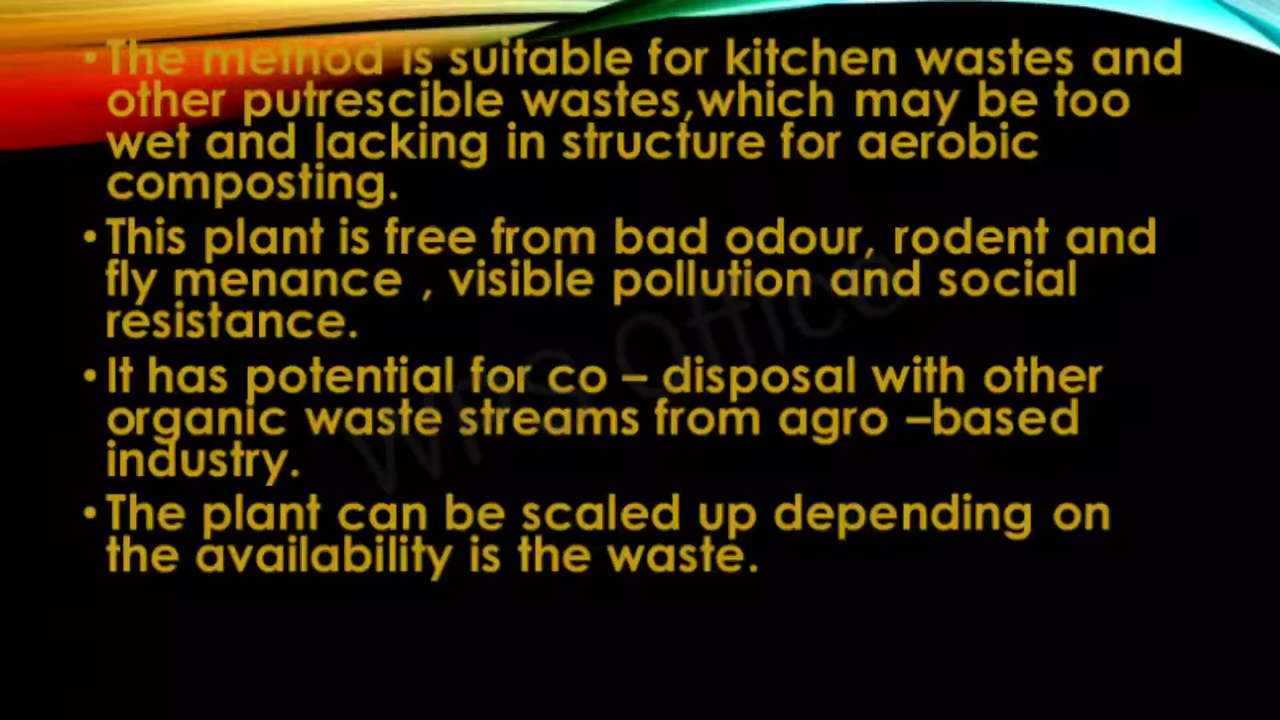 •The method is suitable for kitchen wastes and
other putrescible wastes,which may be too
wet and lacking in structure for aerobic
composting.
•This plant is free from bad odour, rodent and
fly menance , visible pollution and social
resistance.
•It has potential for co – disposal with other
organic waste streams from agro –based
industry.
•The plant can be scaled up depending on
the availability is the waste.
WPS Office